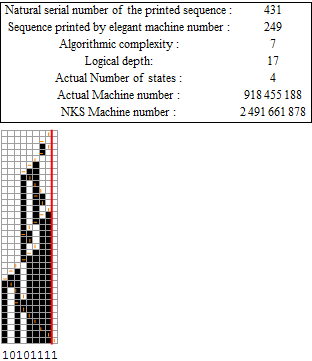 Natural serial number of the printed sequence : 431
Sequence printed by elegant machine number : 249
Algorithmic complexity : 7
Logical depth: 17
Actual Number of states : 4
Actual Machine number : 918 455 188
NKS Machine number : 2 491 661 878
10101111